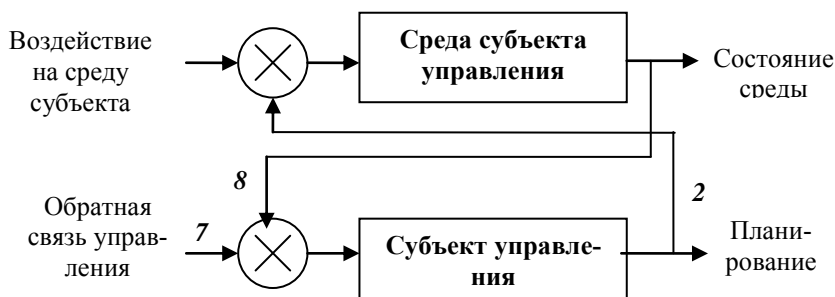 Воздействие
на среду
субъекта
Среда субъекта
управления
Состояние
среды
8
2
Обратная
связь управ-
ления
7
Субъект управле-
ния
Плани-
рование